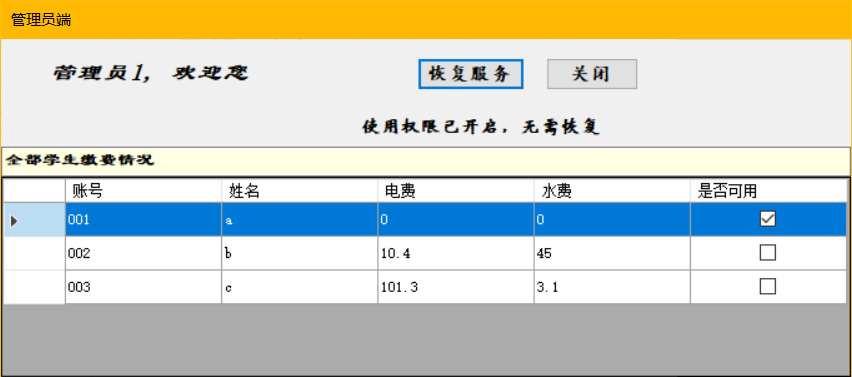 管理员端
管理员1, 欢迎您
恢复服务 关闭
使用权限已开启，无需恢复
全部学生缴费情况
账号 姓名 电费 水费 是否可用
001 a 0 0
002 b 10.4 45
003 c 101.3 3.1